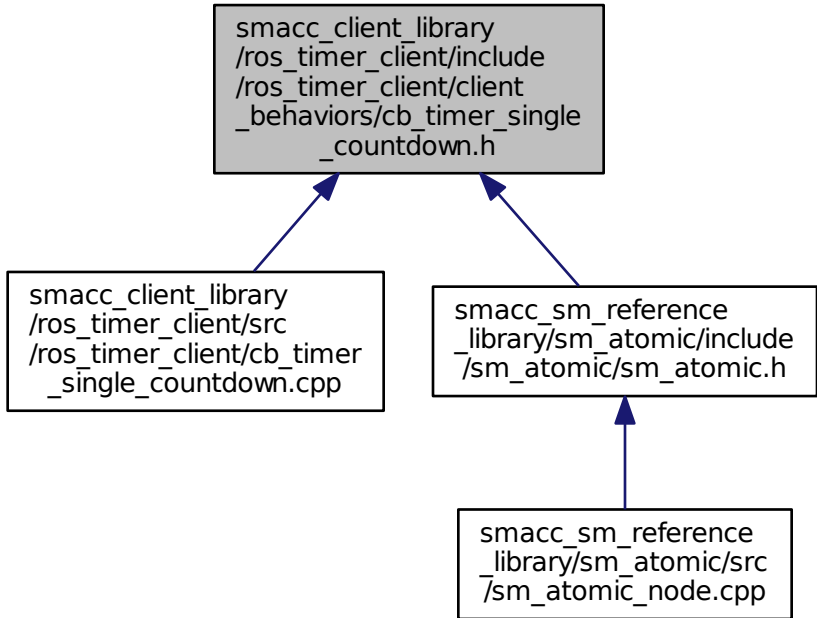 smacc_client_library
/ros_timer_client/include
/ros_timer_client/client
_behaviors/cb_timer_single
_countdown.h
smacc_client_library
/ros_timer_client/src
/ros_timer_client/cb_timer
_single_countdown.cpp
smacc_sm_reference
_library/sm_atomic/include
/sm_atomic/sm_atomic.h
smacc_sm_reference
_library/sm_atomic/src
/sm_atomic_node.cpp